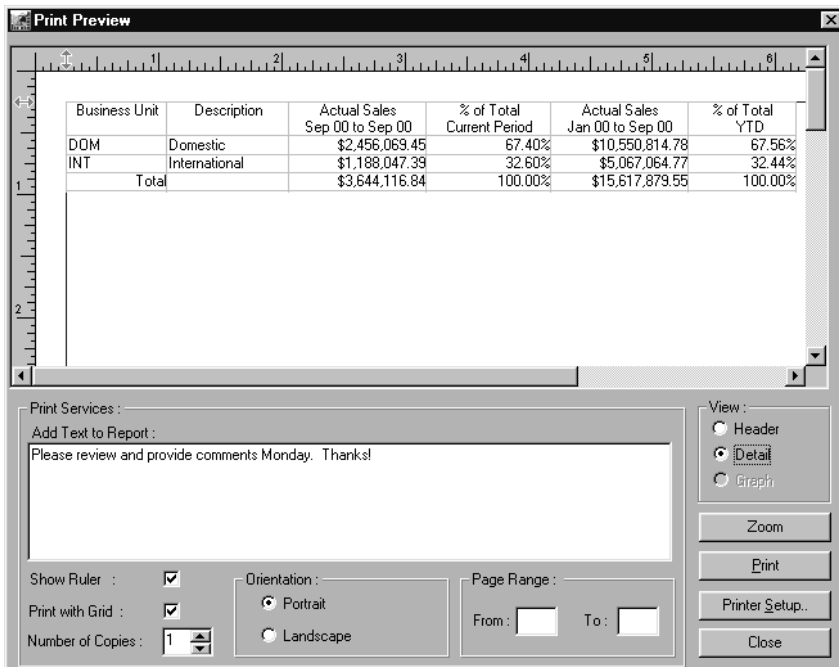 Print Preview
1 2 3 4 5 6
Business Unit Description Actual Sales Sep 00 to Sep 00 % of Total Current Period Actual Sales Jan 00 to Sep 00 % of Total YTD
DOM Domestic $2,456,069.45 67.40% $10,550,814.78 67.56%
INT International $1,188,047.39 32.60% $5,067,064.77 32.44%
Total $3,644,116.84 100.00% $15,617,879.55 100.00%
1
2
Print Services :
Add Text to Report :
Please review and provide comments Monday. Thanks!
Show Ruler :
Print with Grid :
Number of Copies : 1
Orientation :
Portrait
Landscape
Page Range :
From : To :
View :
Header
Detail
Graph
Zoom
Print
Printer Setup..
Close